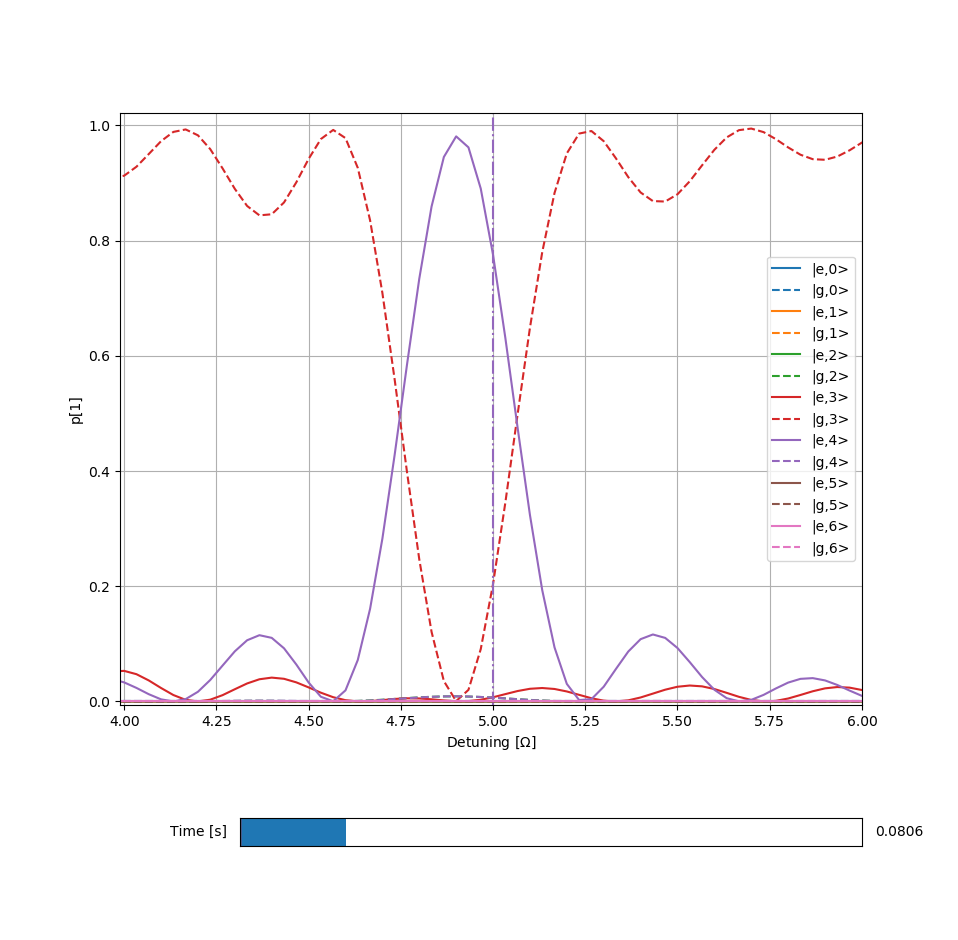 1.0
0.8
0.6
0.4
0.2
0.0
p[1]
4.00 4.25 4.50 4.75 5.00 5.25 5.50 5.75 6.00
Detuning [Ω]
|e,0>
|g,0>
|e,1>
|g,1>
|e,2>
|g,2>
|e,3>
|g,3>
|e,4>
|g,4>
|e,5>
|g,5>
|e,6>
|g,6>
Time [s] 0.0806